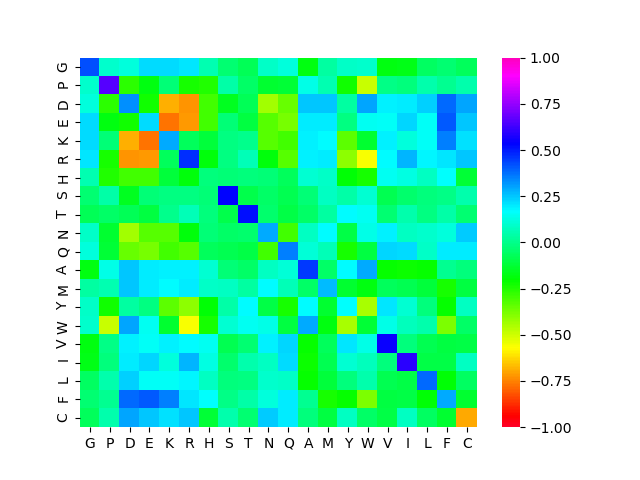 G
P
D
E
K
R
H
S
T
N
Q
A
M
Y
W
V
I
L
F
C
G P D E K R H S T N Q A M Y W V I L F C
1.00
0.75
0.50
0.25
0.00
−0.25
−0.50
−0.75
−1.00